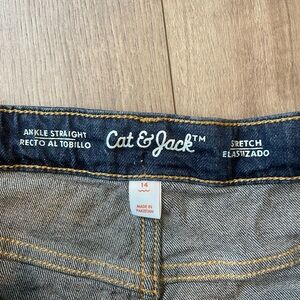 ANKLE STRAIGHT
RECTO AL TOBILLO
Cat & Jack™
STRETCH
ELASTIZADO
14
MADE IN
PAKISTAN